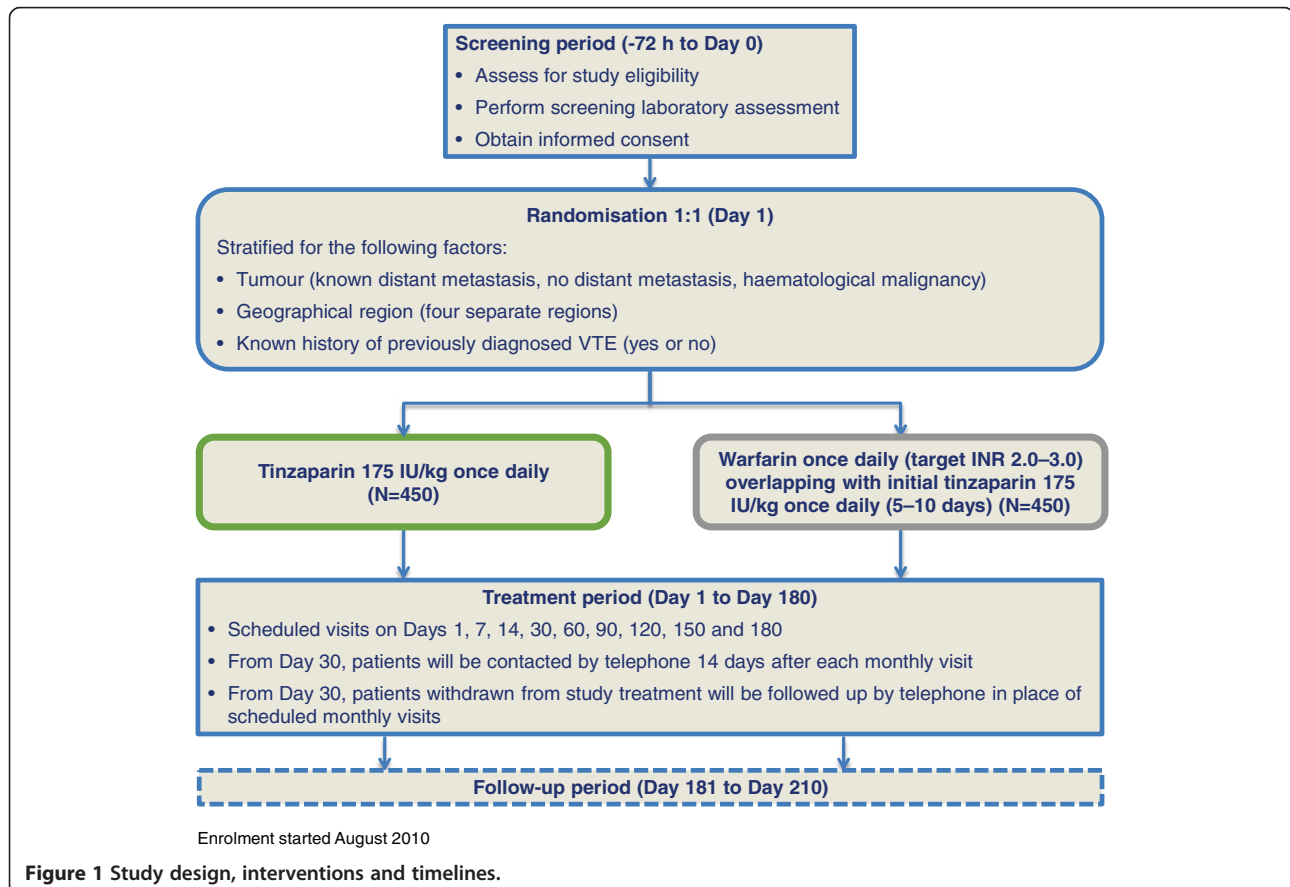 Screening period (-72 h to Day 0)
• Assess for study eligibility
• Perform screening laboratory assessment
• Obtain informed consent
Randomisation 1:1 (Day 1)
Stratified for the following factors:
• Tumour (known distant metastasis, no distant metastasis, haematological malignancy)
• Geographical region (four separate regions)
• Known history of previously diagnosed VTE (yes or no)
Tinzaparin 175 IU/kg once daily
(N=450)
Warfarin once daily (target INR 2.0–3.0)
overlapping with initial tinzaparin 175
IU/kg once daily (5–10 days) (N=450)
Treatment period (Day 1 to Day 180)
• Scheduled visits on Days 1, 7, 14, 30, 60, 90, 120, 150 and 180
• From Day 30, patients will be contacted by telephone 14 days after each monthly visit
• From Day 30, patients withdrawn from study treatment will be followed up by telephone in place of
scheduled monthly visits
Follow-up period (Day 181 to Day 210)
Enrolment started August 2010
Figure 1 Study design, interventions and timelines.